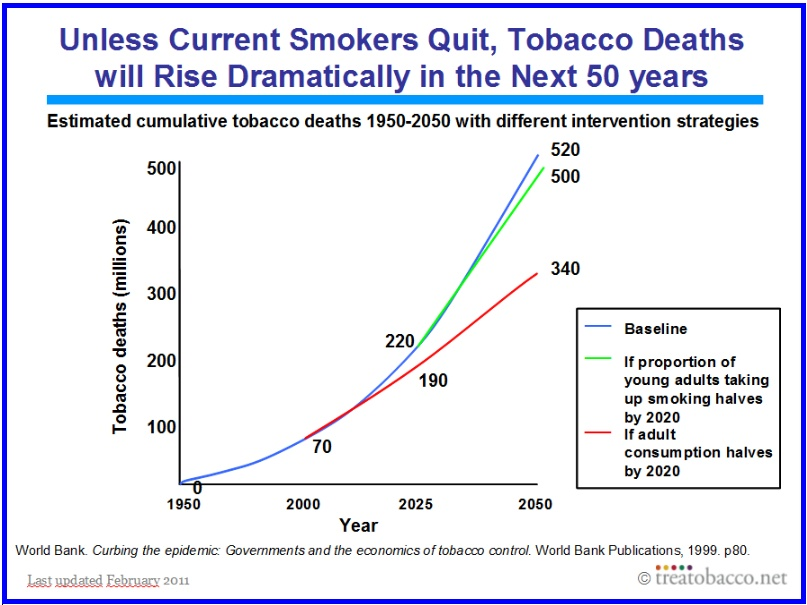 Unless Current Smokers Quit, Tobacco Deaths
will Rise Dramatically in the Next 50 years
Estimated cumulative tobacco deaths 1950-2050 with different intervention strategies
520
500
500
400
340
300
Tobacco deaths (millions)
220
200
190
100
70
0
1950
2000
2025
2050
Year
Baseline
If proportion of
young adults taking
up smoking halves
by 2020
If adult
consumption halves
by 2020
World Bank. Curbing the epidemic: Governments and the economics of tobacco control. World Bank Publications, 1999. p80.
Last updated February 2011
© treatobacco.net